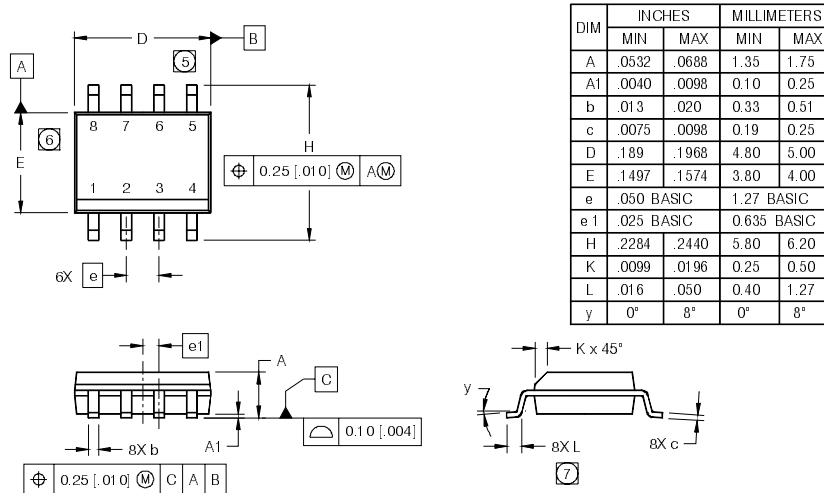 D
B
5
A
8 7 6 5
6
E
H
0.25 [.010] M A M
1 2 3 4
6X e
DIM INCHES MILLIMETERS
MIN MAX MIN MAX
A .0532 .0688 1.35 1.75
A1 .0040 .0098 0.10 0.25
b .013 .020 0.33 0.51
c .0075 .0098 0.19 0.25
D .189 .1968 4.80 5.00
E .1497 .1574 3.80 4.00
e .050 BASIC 1.27 BASIC
e 1 .025 BASIC 0.635 BASIC
H .2284 .2440 5.80 6.20
K .0099 .0196 0.25 0.50
L .016 .050 0.40 1.27
y 0° 8° 0° 8°
e1
A
C
8X b
A1
0.10 [.004]
0.25 [.010] M C A B
K x 45°
y
8X L
8X c
7